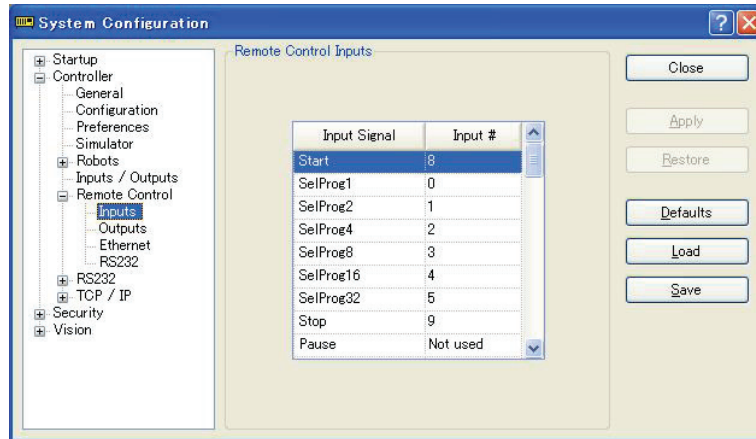 System Configuration
Startup
Controller
General
Configuration
Preferences
Simulator
Robots
Inputs / Outputs
Remote Control
Inputs
Outputs
Ethernet
RS232
RS232
TCP / IP
Security
Vision
Remote Control Inputs
Input Signal Input #
Start 8
SelProg1 0
SelProg2 1
SelProg4 2
SelProg8 3
SelProg16 4
SelProg32 5
Stop 9
Pause Not used
Close
Apply
Restore
Defaults
Load
Save